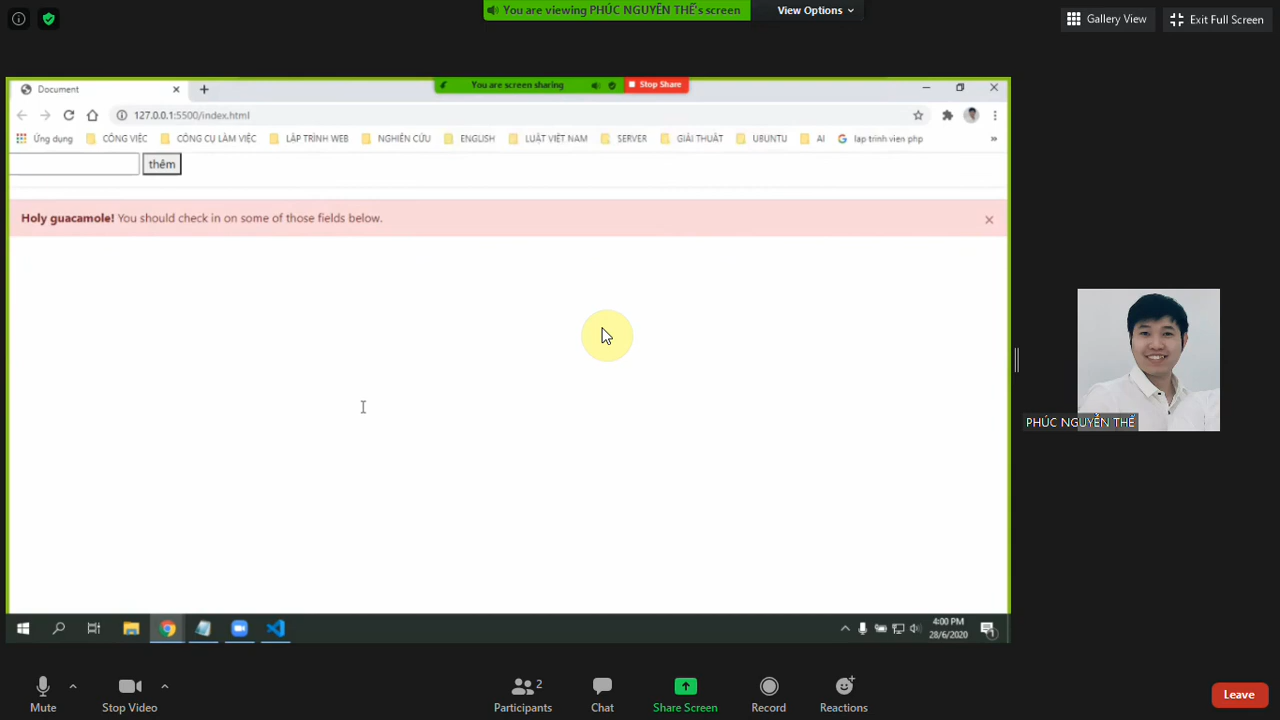 You are viewing PHÚC NGUYỄN THẾ's screen
View Options
Gallery View
Exit Full Screen
Document
You are screen sharing
Stop Share
127.0.0.1:5500/index.html
Ứng dụng
CÔNG VIỆC
CÔNG CỤ LÀM VIỆC
LẬP TRÌNH WEB
NGHIÊN CỨU
ENGLISH
LUẬT VIỆT NAM
SERVER
GIẢI THUẬT
UBUNTU
AI
lap trinh vien php
thêm
Holy guacamole! You should check in on some of those fields below.
PHÚC NGUYỄN THẾ
4:00 PM
28/6/2020
1
Mute
Stop Video
2
Participants
Chat
Share Screen
Record
Reactions
Leave